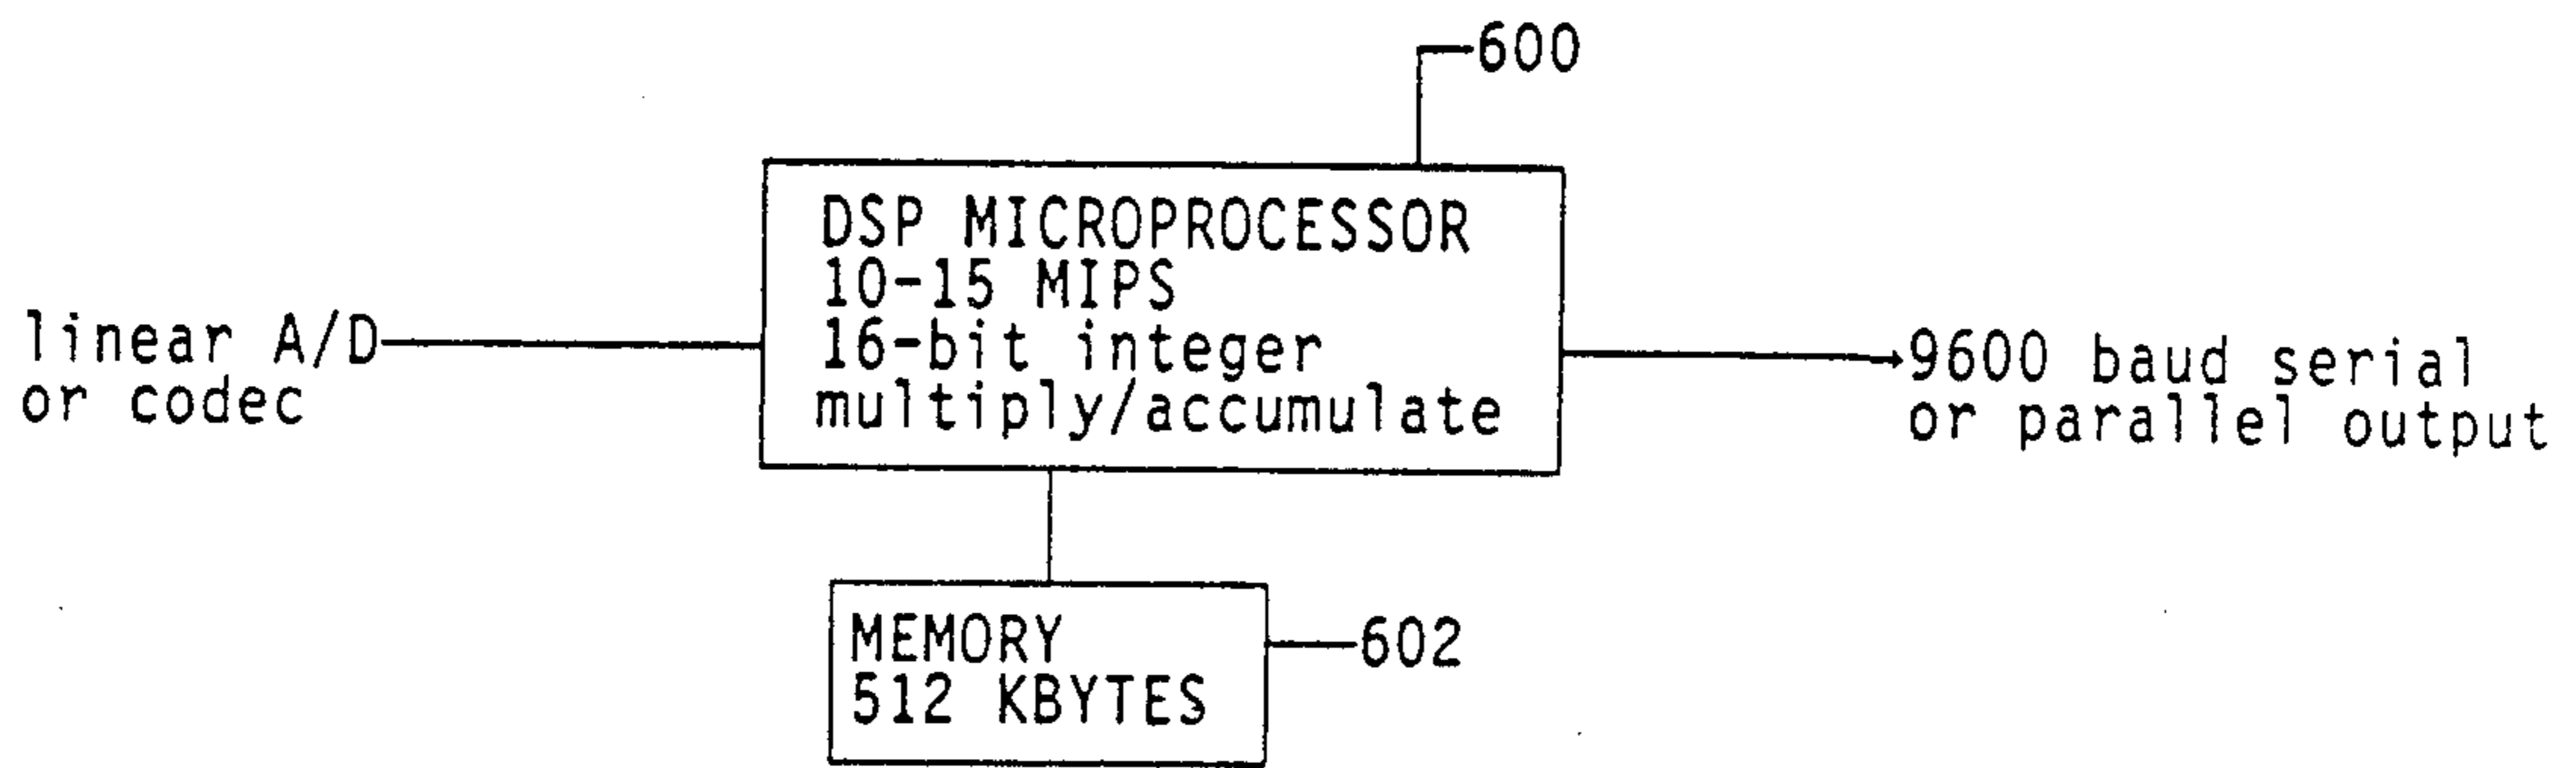 600
DSP MICROPROCESSOR
10-15 MIPS
16-bit integer
multiply/accumulate
linear A/D
or codec
9600 baud serial
or parallel output
MEMORY
512 KBYTES
602